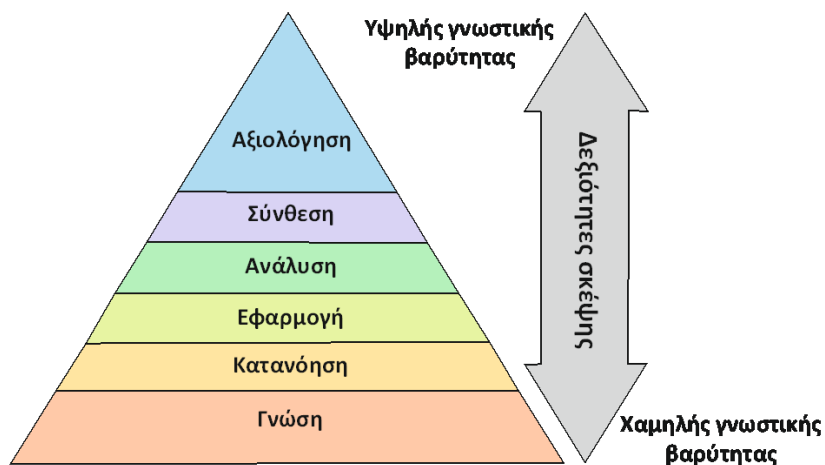 Υψηλής γνωστικής
βαρύτητας
Αξιολόγηση
Σύνθεση
Ανάλυση
Εφαρμογή
Κατανόηση
Γνώση
Δεξιότητες σκέψης
Χαμηλής γνωστικής
βαρύτητας